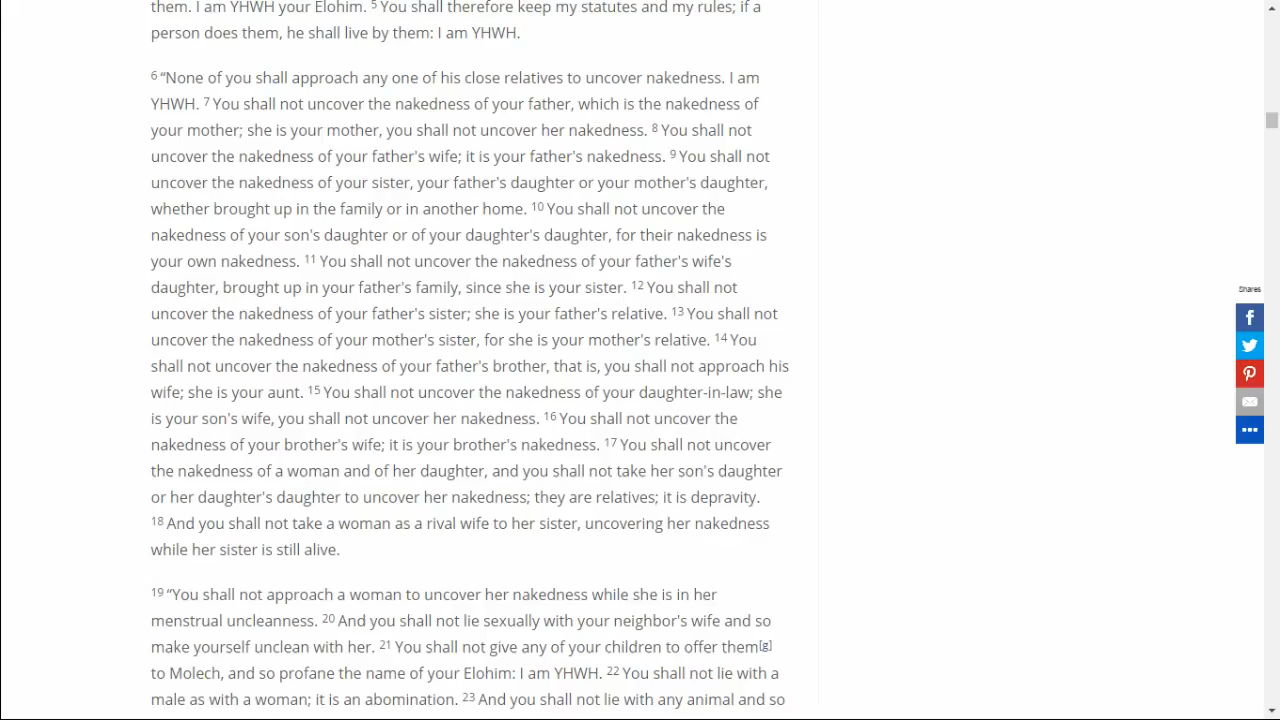 them. I am YHWH your Elohim. 5 You shall therefore keep my statutes and my rules; if a
person does them, he shall live by them: I am YHWH.
6 “None of you shall approach any one of his close relatives to uncover nakedness. I am
YHWH. 7 You shall not uncover the nakedness of your father, which is the nakedness of
your mother; she is your mother, you shall not uncover her nakedness. 8 You shall not
uncover the nakedness of your father's wife; it is your father's nakedness. 9 You shall not
uncover the nakedness of your sister, your father's daughter or your mother's daughter,
whether brought up in the family or in another home. 10 You shall not uncover the
nakedness of your son's daughter or of your daughter's daughter, for their nakedness is
your own nakedness. 11 You shall not uncover the nakedness of your father's wife's
daughter, brought up in your father's family, since she is your sister. 12 You shall not
uncover the nakedness of your father's sister; she is your father's relative. 13 You shall not
uncover the nakedness of your mother's sister, for she is your mother's relative. 14 You
shall not uncover the nakedness of your father's brother, that is, you shall not approach his
wife; she is your aunt. 15 You shall not uncover the nakedness of your daughter-in-law; she
is your son's wife, you shall not uncover her nakedness. 16 You shall not uncover the
nakedness of your brother's wife; it is your brother's nakedness. 17 You shall not uncover
the nakedness of a woman and of her daughter, and you shall not take her son's daughter
or her daughter's daughter to uncover her nakedness; they are relatives; it is depravity.
18 And you shall not take a woman as a rival wife to her sister, uncovering her nakedness
while her sister is still alive.
19 “You shall not approach a woman to uncover her nakedness while she is in her
menstrual uncleanness. 20 And you shall not lie sexually with your neighbor's wife and so
make yourself unclean with her. 21 You shall not give any of your children to offer them[g]
to Molech, and so profane the name of your Elohim: I am YHWH. 22 You shall not lie with a
male as with a woman; it is an abomination. 23 And you shall not lie with any animal and so
Shares